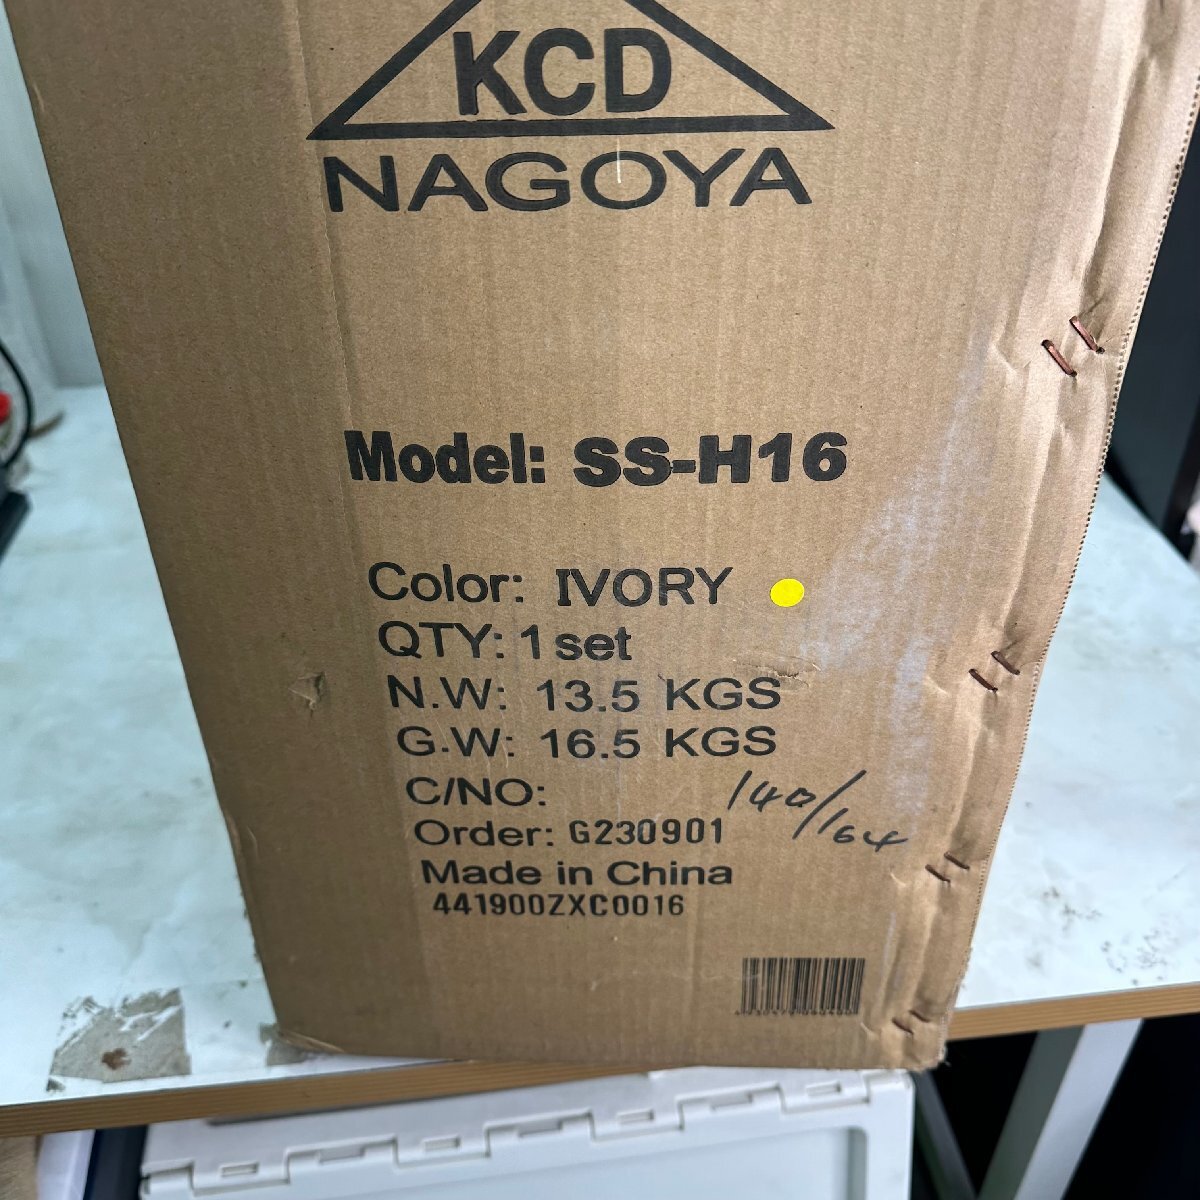 KCD
NAGOYA
Model: SS-H16
Color: IVORY
QTY: 1 set
N.W: 13.5 KGS
G.W: 16.5 KGS
C/NO: 140/164
Order: G230901
Made in China
441900ZXC0016